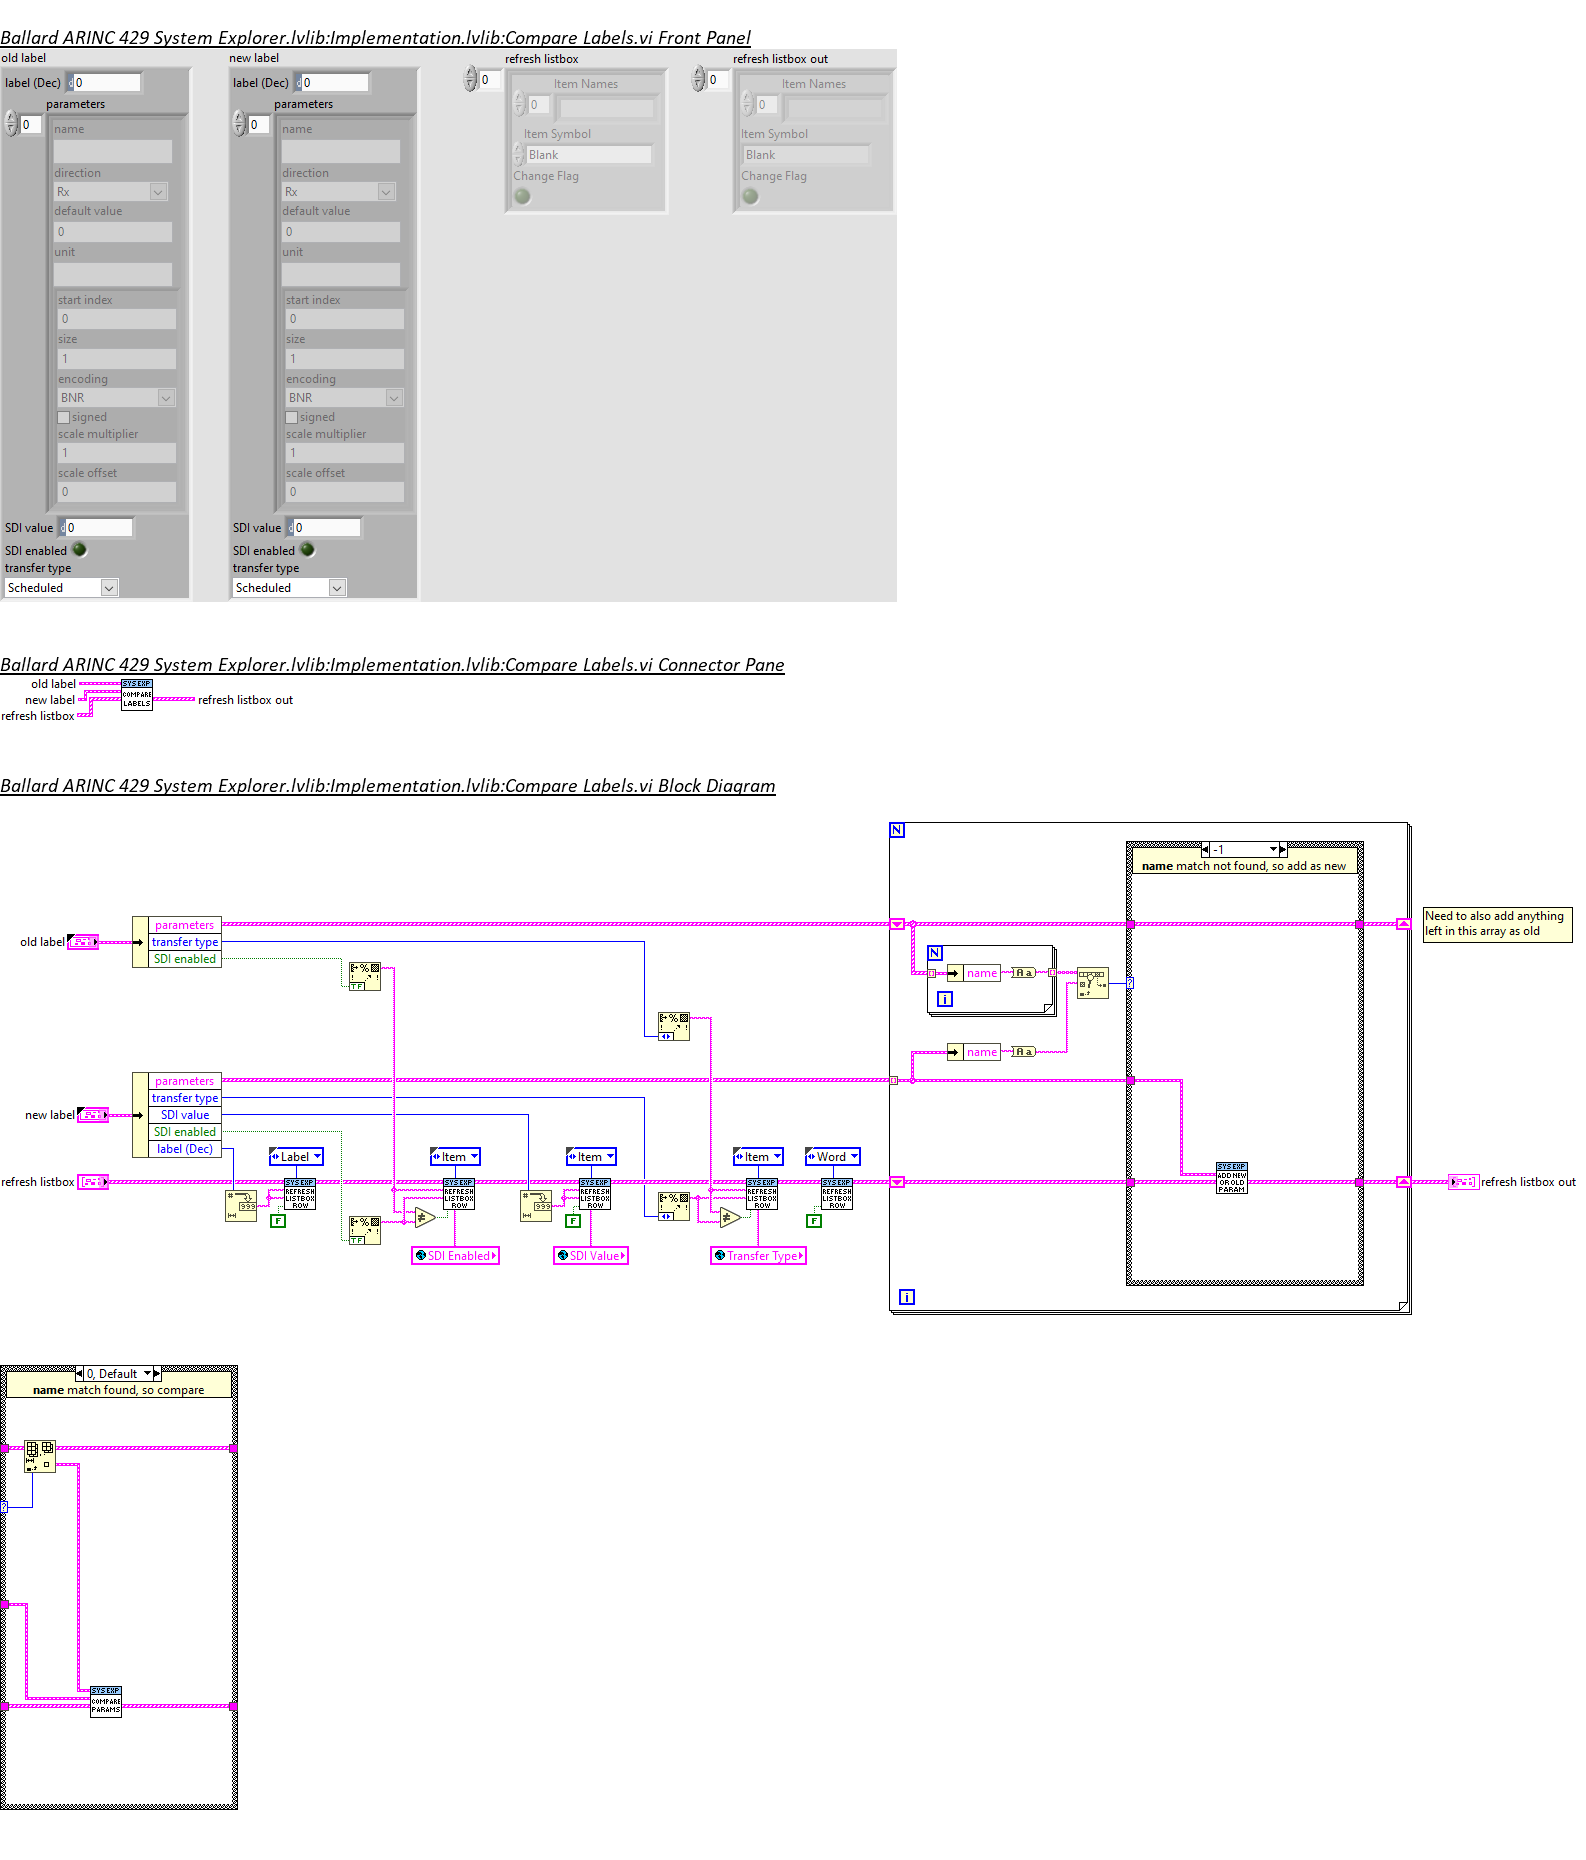 Ballard ARINC 429 System Explorer.lvlib:Implementation.lvlib:Compare Labels.vi Front Panel
old label
new label
refresh listbox
refresh listbox out
label (Dec) d 0
label (Dec) d 0
0
0
Item Names
Item Names
parameters
parameters
0
0
0
0
name
name
Item Symbol
Item Symbol
Blank
Blank
direction
direction
Change Flag
Change Flag
Rx
Rx
default value
default value
0
0
unit
unit
start index
start index
0
0
size
size
1
1
encoding
encoding
BNR
BNR
signed
signed
scale multiplier
scale multiplier
1
1
scale offset
scale offset
0
0
SDI value d 0
SDI value d 0
SDI enabled
SDI enabled
transfer type
transfer type
Scheduled
Scheduled
Ballard ARINC 429 System Explorer.lvlib:Implementation.lvlib:Compare Labels.vi Connector Pane
old label
new label
refresh listbox
SYS EXP
COMPARE
LABELS
refresh listbox out
Ballard ARINC 429 System Explorer.lvlib:Implementation.lvlib:Compare Labels.vi Block Diagram
N
-1
name match not found, so add as new
old label
parameters
transfer type
SDI enabled
TF
N
name
Aa
i
Need to also add anything
left in this array as old
name
Aa
new label
parameters
transfer type
SDI value
SDI enabled
label (Dec)
Label
Item
Item
Item
Word
refresh listbox
SYS EXP
REFRESH
LISTBOX
ROW
SYS EXP
REFRESH
LISTBOX
ROW
SYS EXP
REFRESH
LISTBOX
ROW
SYS EXP
REFRESH
LISTBOX
ROW
SYS EXP
REFRESH
LISTBOX
ROW
SYS EXP
ADD NEW
OR OLD
PARAM
refresh listbox out
999
999
F
F
F
TF
SDI Enabled
SDI Value
Transfer Type
i
0, Default
name match found, so compare
?
SYS EXP
COMPARE
PARAMS